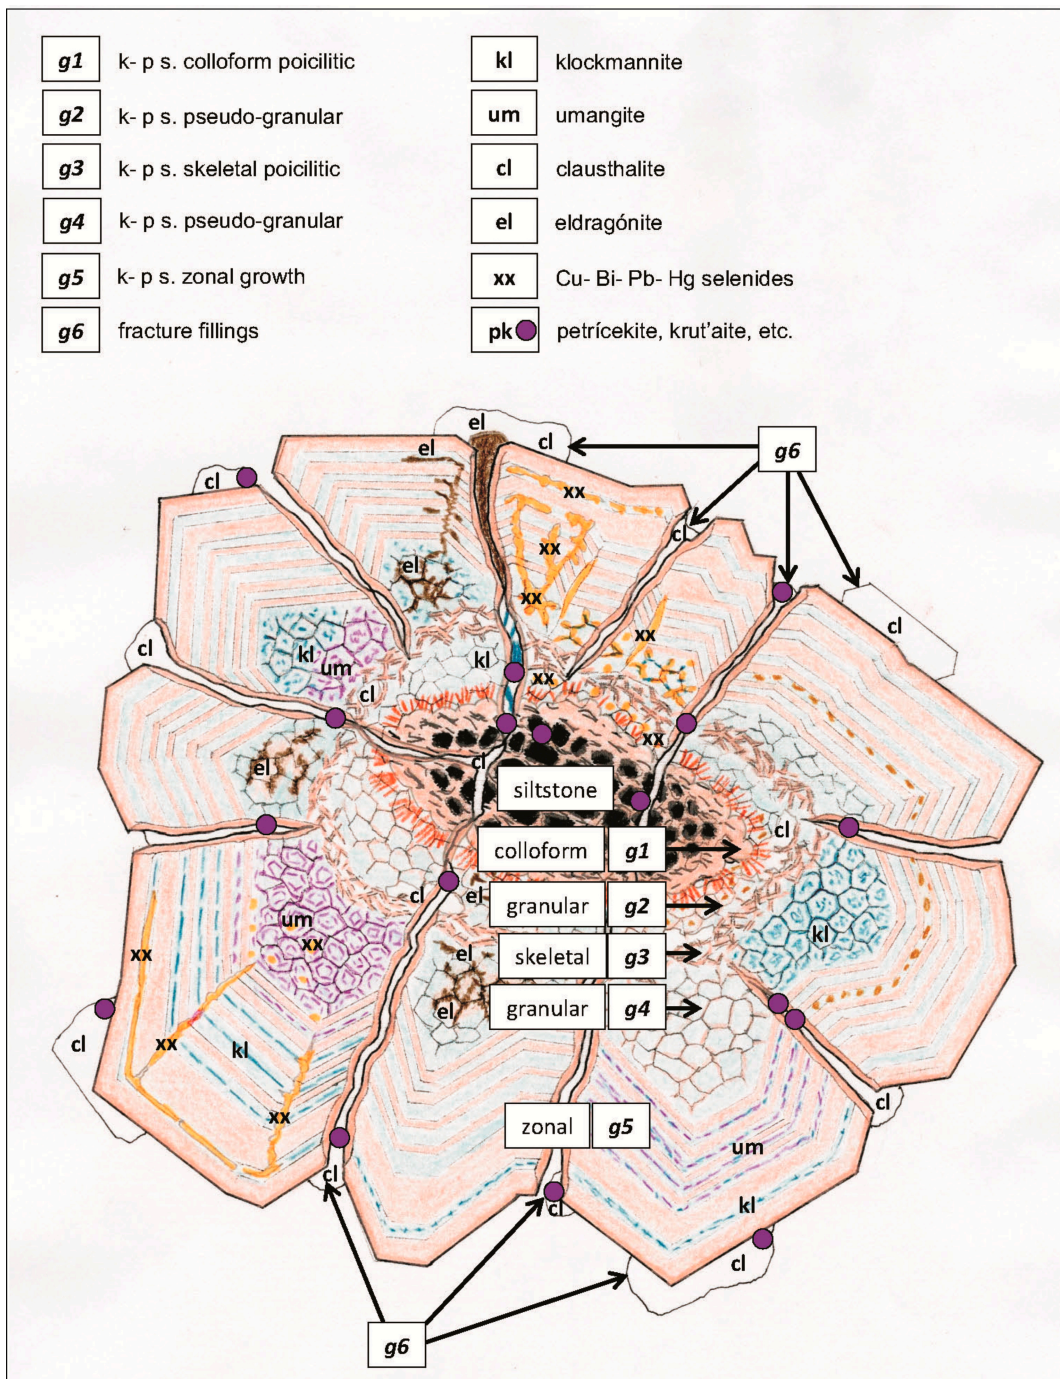 g1 k- p s. colloform poicilitic
g2 k- p s. pseudo-granular
g3 k- p s. skeletal poicilitic
g4 k- p s. pseudo-granular
g5 k- p s. zonal growth
g6 fracture fillings
kl klockmannite
um umangite
cl clausthalite
el eldragónite
xx Cu- Bi- Pb- Hg selenides
pk petrícekite, krut'aite, etc.
el
el cl
g6
cl
xx
cl
xx
el
xx
cl
kl um
kl
xx
cl
cl
xx
xx
el
cl
siltstone
cl
colloform g1
cl el
granular g2
um
xx
kl
xx
el
skeletal g3
el
granular g4
cl
xx
kl
cl
xx
zonal g5
um
cl
cl
kl
cl
g6